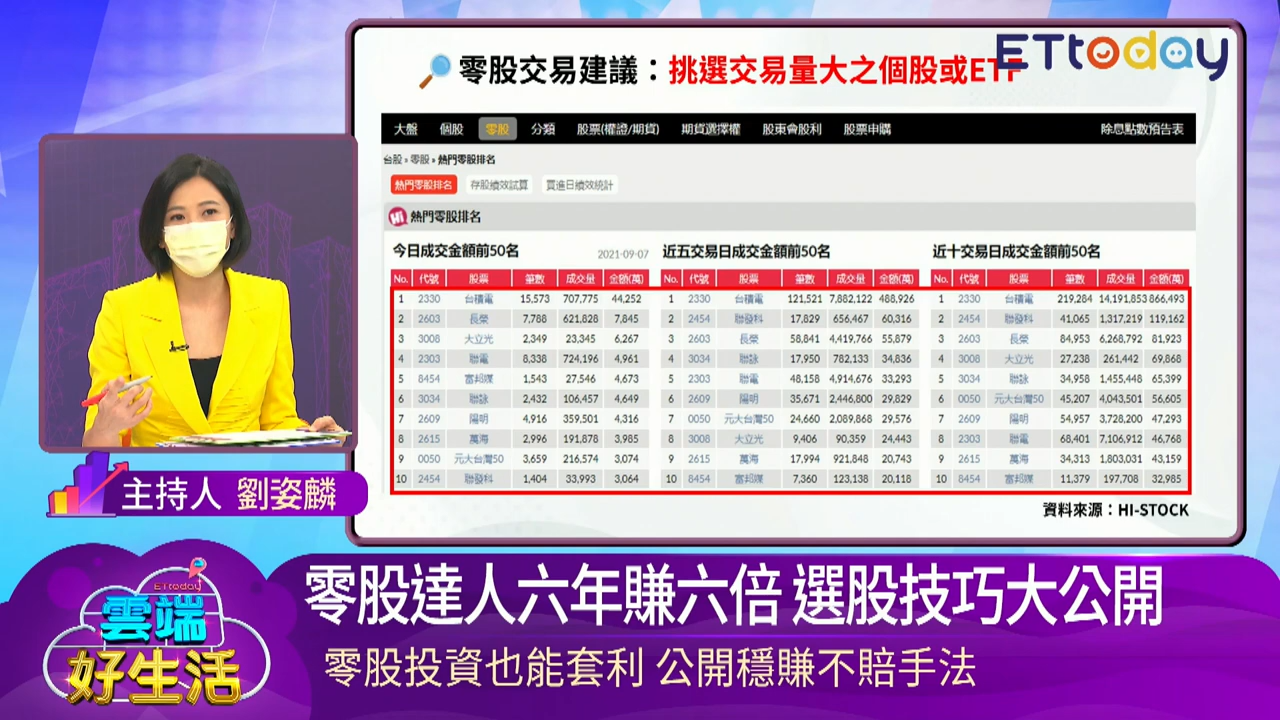 零股交易建議：挑選交易量大之個股或ETF
ETtoday
大盤 個股 零股 分類 股票(權證/期貨) 期貨選擇權 股東會股利 股票申購 除息點數預告表
台股 » 零股 » 熱門零股排名
熱門零股排名 存股績效試算 買進日績效統計
Hi 熱門零股排名
今日成交金額前50名 2021-09-07 近五交易日成交金額前50名 近十交易日成交金額前50名
No. 代號 股票 筆數 成交量 金額(萬) No. 代號 股票 筆數 成交量 金額(萬) No. 代號 股票 筆數 成交量 金額(萬)
1 2330 台積電 15,573 707,775 44,252 1 2330 台積電 121,521 7,882,122 488,926 1 2330 台積電 219,284 14,191,853 866,493
2 2603 長榮 7,788 621,828 7,845 2 2454 聯發科 17,829 656,467 60,316 2 2454 聯發科 41,065 1,317,219 119,162
3 3008 大立光 2,349 23,345 6,267 3 2603 長榮 58,841 4,419,766 55,879 3 2603 長榮 84,953 6,268,792 81,923
4 2303 聯電 8,338 724,196 4,961 4 3034 聯詠 17,950 782,133 34,836 4 3008 大立光 27,238 261,442 69,868
5 8454 富邦媒 1,543 27,546 4,673 5 2303 聯電 48,158 4,914,676 33,293 5 3034 聯詠 34,958 1,455,448 65,399
6 3034 聯詠 2,432 106,457 4,649 6 2609 陽明 35,671 2,446,800 29,829 6 0050 元大台灣50 45,207 4,043,501 56,605
7 2609 陽明 4,916 359,501 4,316 7 0050 元大台灣50 24,660 2,089,868 29,576 7 2609 陽明 54,957 3,728,200 47,293
8 2615 萬海 2,996 191,878 3,985 8 3008 大立光 9,406 90,359 24,443 8 2303 聯電 68,401 7,106,912 46,768
9 0050 元大台灣50 3,659 216,574 3,074 9 2615 萬海 17,994 921,848 20,743 9 2615 萬海 34,313 1,803,031 43,159
10 2454 聯發科 1,404 33,993 3,064 10 8454 富邦媒 7,360 123,138 20,118 10 8454 富邦媒 11,379 197,708 32,985
資料來源：HI-STOCK
主持人 劉姿麟
零股達人六年賺六倍 選股技巧大公開
零股投資也能套利 公開穩賺不賠手法
ETtoday
雲端
好生活